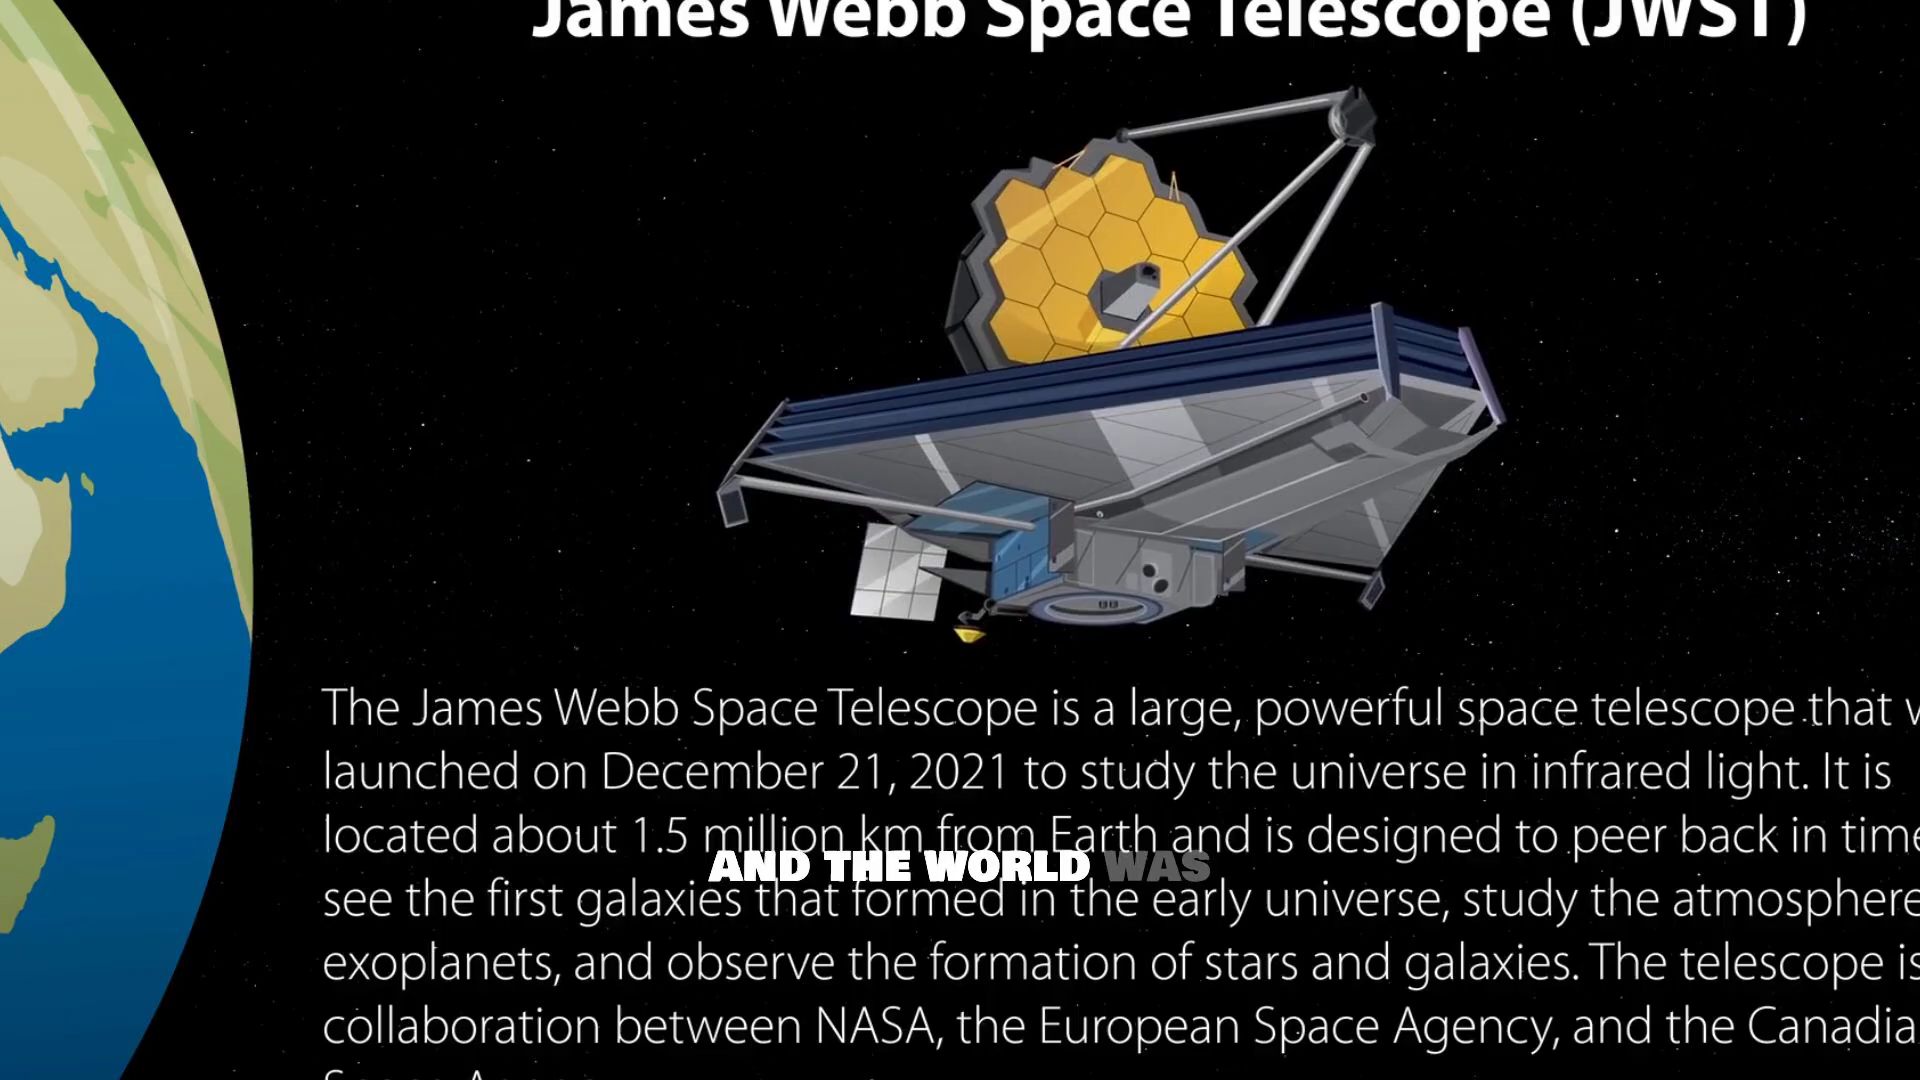 James Webb Space Telescope (JWST)
The James Webb Space Telescope is a large, powerful space telescope that
launched on December 21, 2021 to study the universe in infrared light. It is
located about 1.5 million km from Earth and is designed to peer back in time
AND THE WORLD WAS
see the first galaxies that formed in the early universe, study the atmosphere
exoplanets, and observe the formation of stars and galaxies. The telescope is
collaboration between NASA, the European Space Agency, and the Canadia